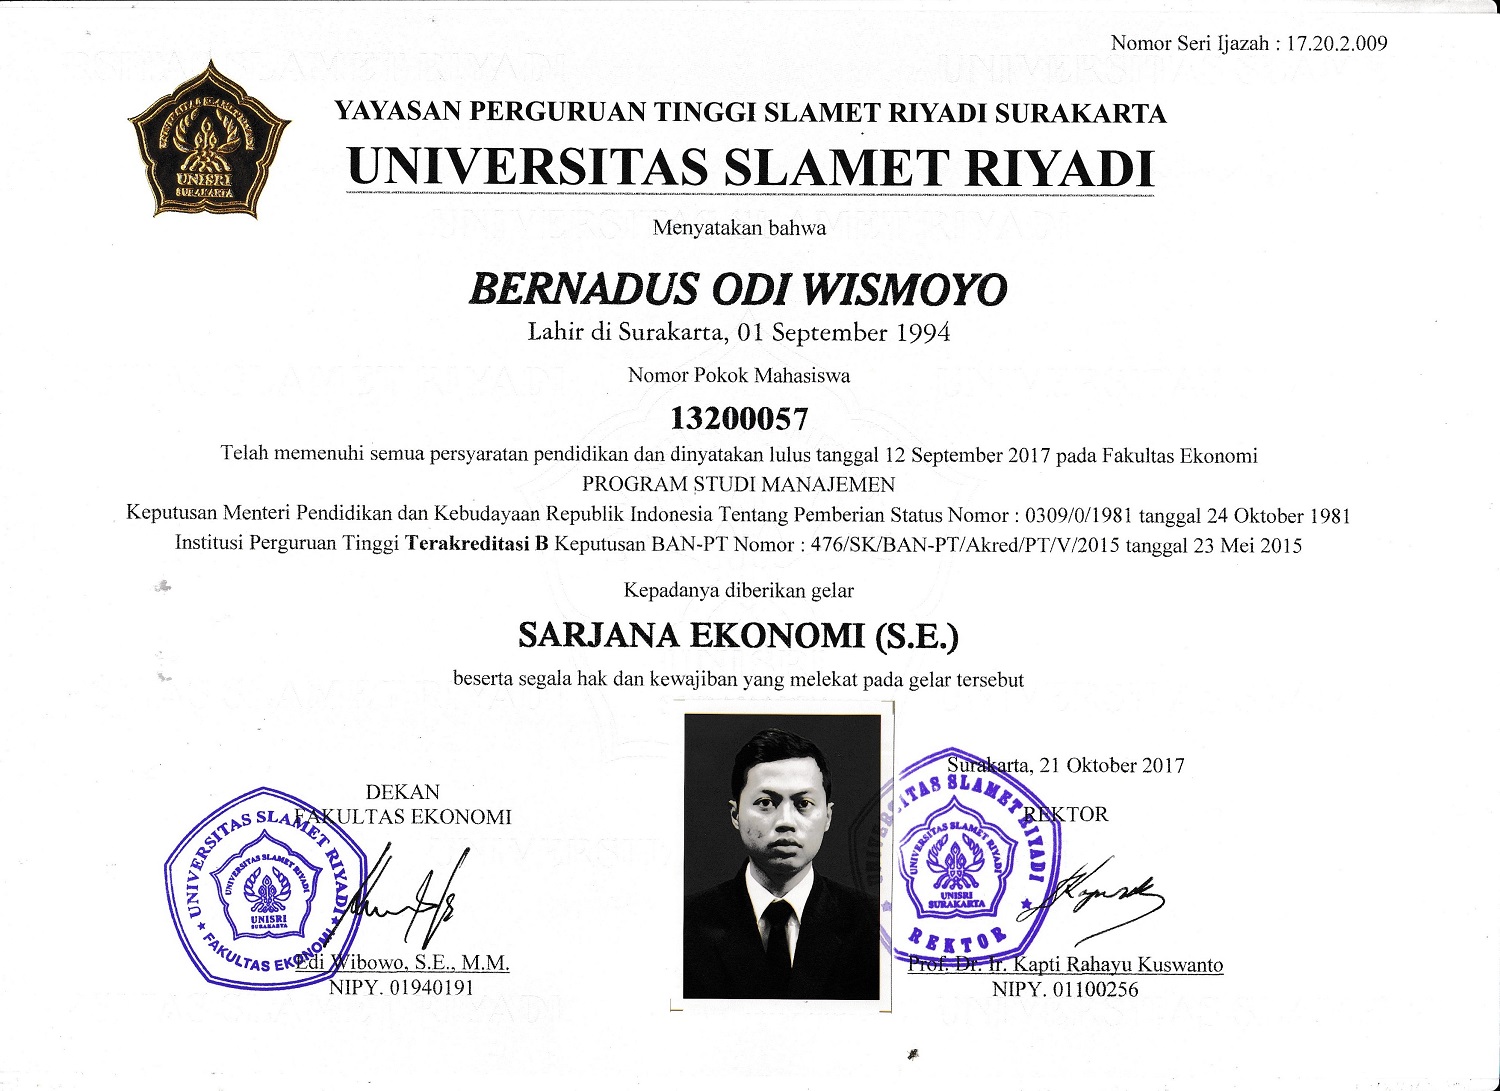 Nomor Seri Ijazah : 17.20.2.009
UNIVERSITAS SLAMET RIYADI
UNISRI
SURAKARTA
YAYASAN PERGURUAN TINGGI SLAMET RIYADI SURAKARTA
UNIVERSITAS SLAMET RIYADI
Menyatakan bahwa
BERNADUS ODI WISMOYO
Lahir di Surakarta, 01 September 1994
Nomor Pokok Mahasiswa
13200057
Telah memenuhi semua persyaratan pendidikan dan dinyatakan lulus tanggal 12 September 2017 pada Fakultas Ekonomi
PROGRAM STUDI MANAJEMEN
Keputusan Menteri Pendidikan dan Kebudayaan Republik Indonesia Tentang Pemberian Status Nomor : 0309/0/1981 tanggal 24 Oktober 1981
Institusi Perguruan Tinggi Terakreditasi B Keputusan BAN-PT Nomor : 476/SK/BAN-PT/Akred/PT/V/2015 tanggal 23 Mei 2015
Kepadanya diberikan gelar
SARJANA EKONOMI (S.E.)
beserta segala hak dan kewajiban yang melekat pada gelar tersebut
DEKAN
FAKULTAS EKONOMI
UNIVERSITAS SLAMET RIYADI
UNIVERSITAS SLAMET RIYADI
UNISRI
SURAKARTA
FAKULTAS EKONOMI
Edi Wibowo, S.E., M.M.
NIPY. 01940191
Surakarta, 21 Oktober 2017
REKTOR
UNIVERSITAS SLAMET RIYADI
UNIVERSITAS SLAMET RIYADI
UNISRI
SURAKARTA
REKTOR
Prof. Dr. Ir. Kapti Rahayu Kuswanto
NIPY. 01100256